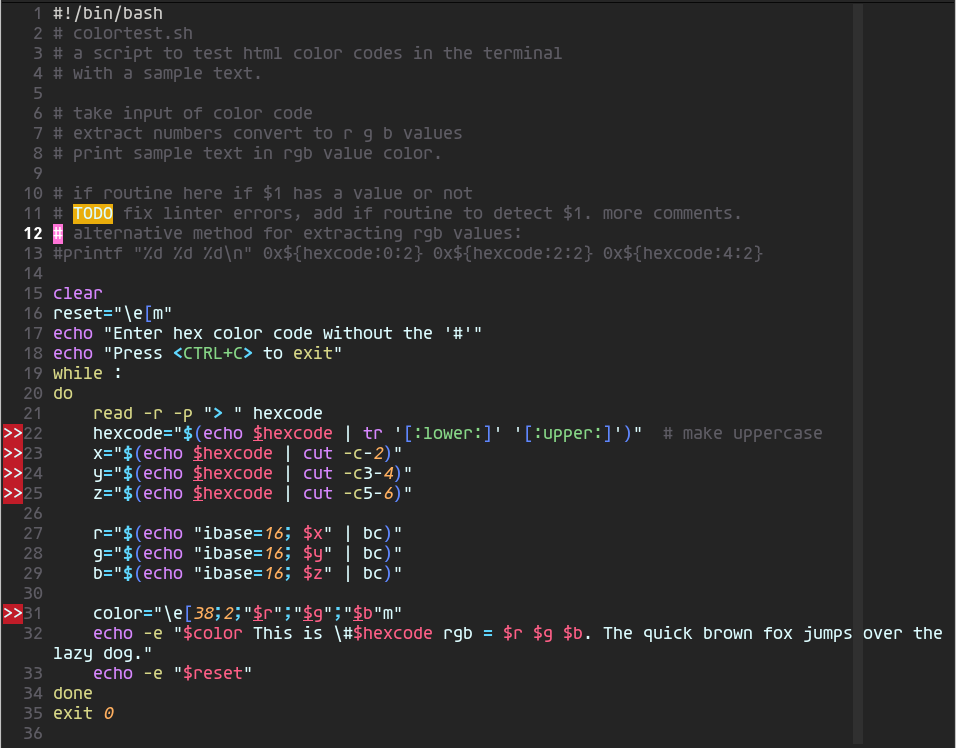 1 #!/bin/bash
2 # colortest.sh
3 # a script to test html color codes in the terminal
4 # with a sample text.
5
6 # take input of color code
7 # extract numbers convert to r g b values
8 # print sample text in rgb value color.
9
10 # if routine here if $1 has a value or not
11 # TODO fix linter errors, add if routine to detect $1. more comments.
12 # alternative method for extracting rgb values:
13 #printf "%d %d %d\n" 0x${hexcode:0:2} 0x${hexcode:2:2} 0x${hexcode:4:2}
14
15 clear
16 reset="\e[m"
17 echo "Enter hex color code without the '#'"
18 echo "Press <CTRL+C> to exit"
19 while :
20 do
21     read -r -p "> " hexcode
>>22     hexcode="$(echo $hexcode | tr '[:lower:]' '[:upper:]')"  # make uppercase
>>23     x="$(echo $hexcode | cut -c-2)"
>>24     y="$(echo $hexcode | cut -c3-4)"
>>25     z="$(echo $hexcode | cut -c5-6)"
26
27     r="$(echo "ibase=16; $x" | bc)"
28     g="$(echo "ibase=16; $y" | bc)"
29     b="$(echo "ibase=16; $z" | bc)"
30
>>31     color="\e[38;2;"$r";"$g";"$b"m"
32     echo -e "$color This is \#$hexcode rgb = $r $g $b. The quick brown fox jumps over the
lazy dog."
33     echo -e "$reset"
34 done
35 exit 0
36